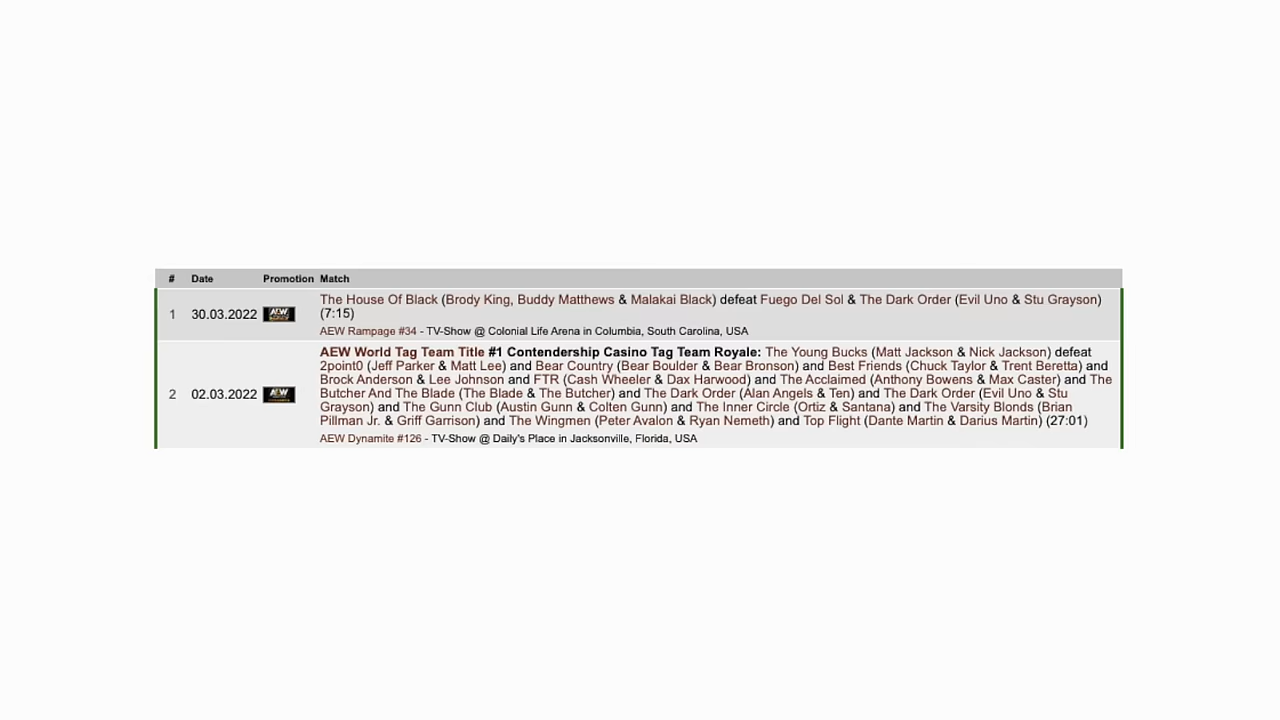 # Date Promotion Match
1 30.03.2022 AEW The House Of Black (Brody King, Buddy Matthews & Malakai Black) defeat Fuego Del Sol & The Dark Order (Evil Uno & Stu Grayson)
(7:15)
AEW Rampage #34 - TV-Show @ Colonial Life Arena in Columbia, South Carolina, USA
2 02.03.2022 AEW AEW World Tag Team Title #1 Contendership Casino Tag Team Royale: The Young Bucks (Matt Jackson & Nick Jackson) defeat
2point0 (Jeff Parker & Matt Lee) and Bear Country (Bear Boulder & Bear Bronson) and Best Friends (Chuck Taylor & Trent Beretta) and
Brock Anderson & Lee Johnson and FTR (Cash Wheeler & Dax Harwood) and The Acclaimed (Anthony Bowens & Max Caster) and The
Butcher And The Blade (The Blade & The Butcher) and The Dark Order (Alan Angels & Ten) and The Dark Order (Evil Uno & Stu
Grayson) and The Gunn Club (Austin Gunn & Colten Gunn) and The Inner Circle (Ortiz & Santana) and The Varsity Blonds (Brian
Pillman Jr. & Griff Garrison) and The Wingmen (Peter Avalon & Ryan Nemeth) and Top Flight (Dante Martin & Darius Martin) (27:01)
AEW Dynamite #126 - TV-Show @ Daily's Place in Jacksonville, Florida, USA